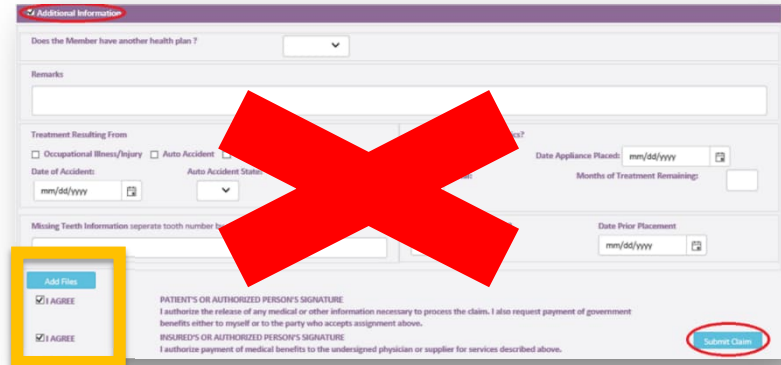 Additional Information
Does the Member have another health plan ?
Remarks
Treatment Resulting From
Occupational Illness/Injury Auto Accident
Date of Accident: Auto Accident State:
Date Appliance Placed: mm/dd/yyyy
Months of Treatment Remaining:
mm/dd/yyyy
Missing Teeth Information seperate tooth number
Date Prior Placement
mm/dd/yyyy
Add Files
I AGREE
PATIENT'S OR AUTHORIZED PERSON'S SIGNATURE
I authorize the release of any medical or other information necessary to process the claim. I also request payment of government
benefits either to myself or to the party who accepts assignment above.
I AGREE
INSURED'S OR AUTHORIZED PERSON'S SIGNATURE
I authorize payment of medical benefits to the undersigned physician or supplier for services described above.
Submit Claim